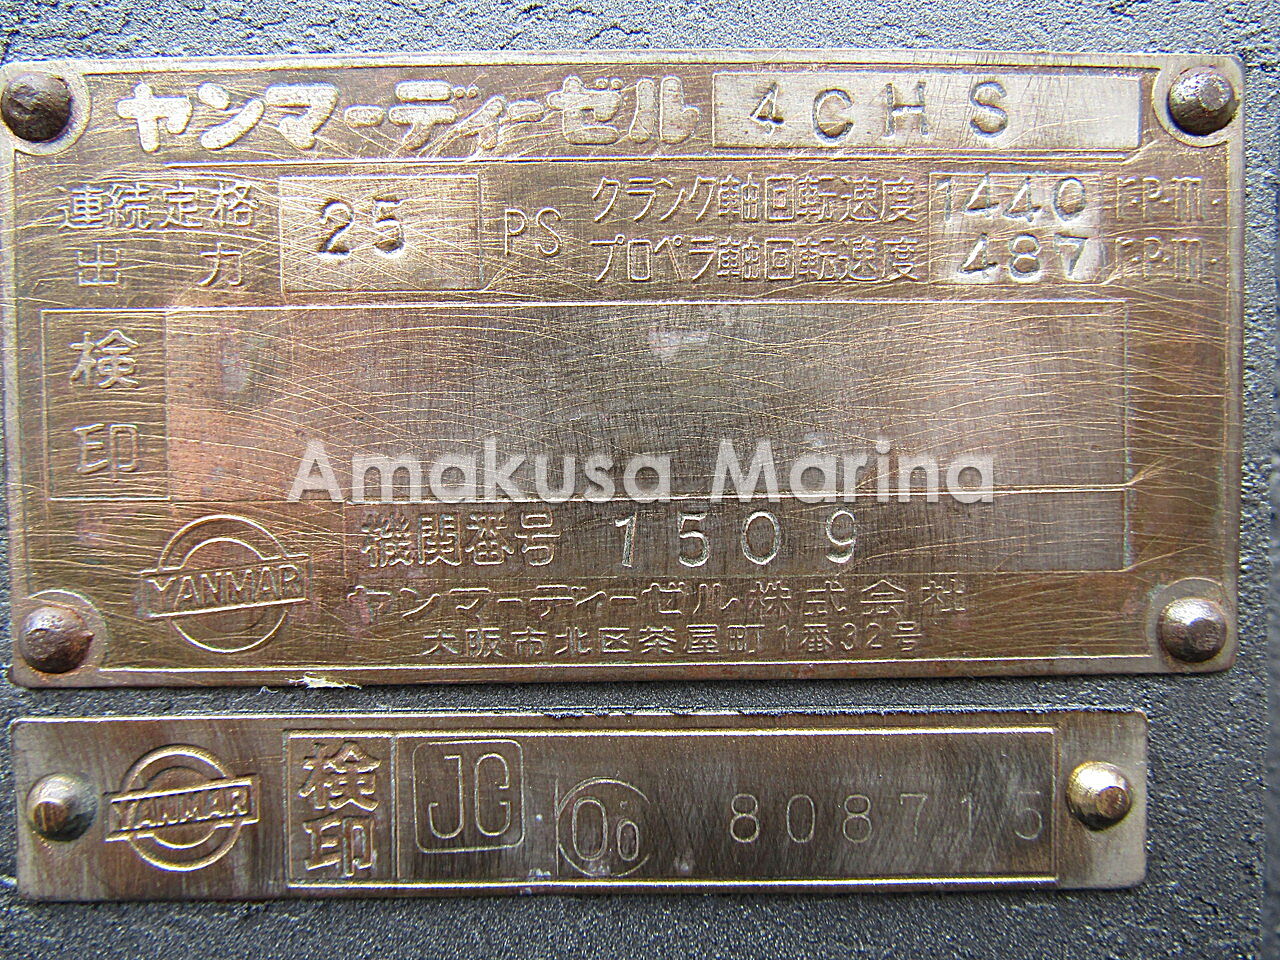 ヤンマーディーゼル 4CHS
連続定格出力 25 PS
クランク軸回転速度 1440 r.p.m.
プロペラ軸回転速度 487 r.p.m.
検印
Amakusa Marina
機関番号 1509
YANMAR
ヤンマーディーゼル株式会社
大阪市北区茶屋町1番32号
YANMAR 検印 JC 808715